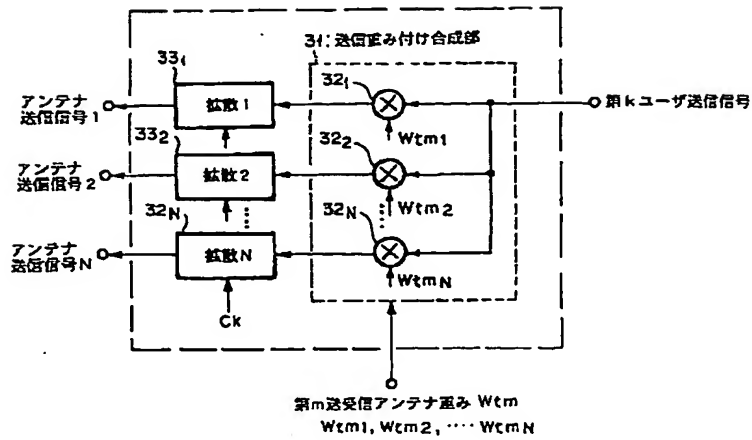 31:送信重み付け合成部
33₁
32₁
アンテナ
送信信号1
拡散1
第kユーザ送信信号
Wtm1
33₂
32₂
アンテナ
送信信号2
拡散2
Wtm2
32N
32N
アンテナ
送信信号N
拡散N
WtmN
Ck
第m送受信アンテナ重み Wtm
Wtm1, Wtm2, ‥‥ WtmN